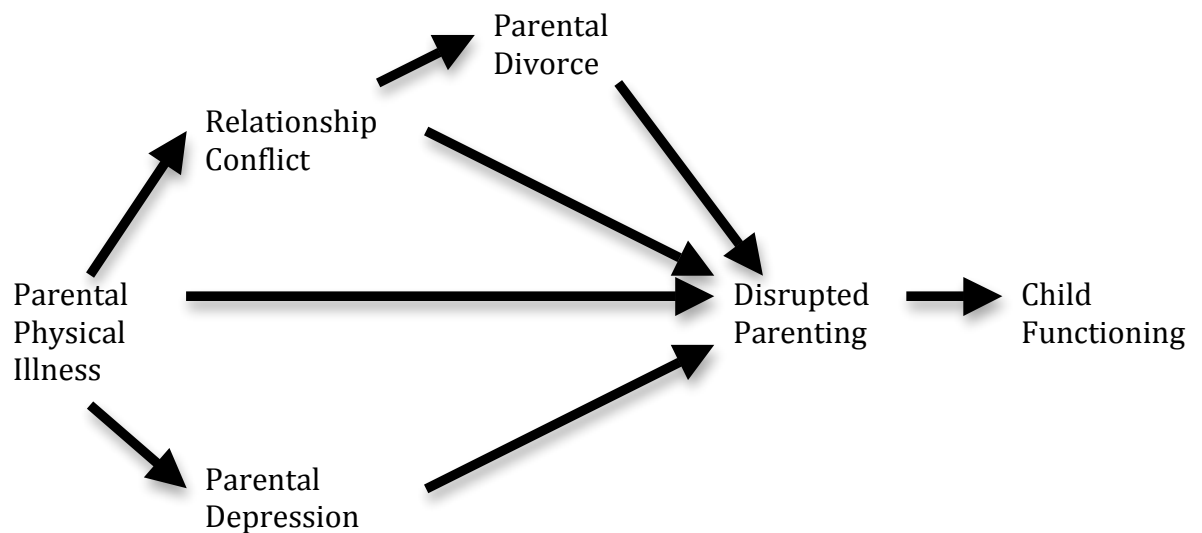 Parental
Divorce
Relationship
Conflict
Parental
Physical
Illness
Disrupted
Parenting
Child
Functioning
Parental
Depression